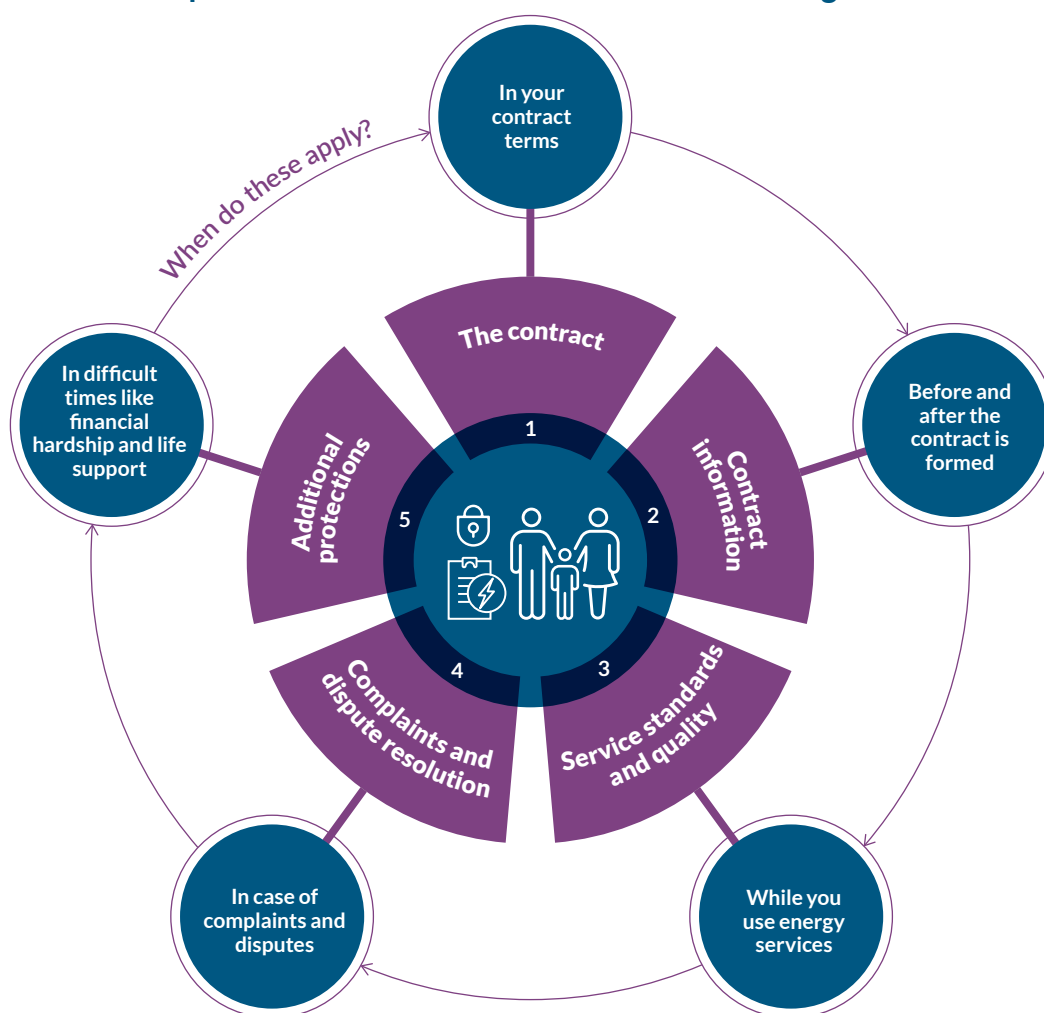 When do these apply?
In your
contract
terms
Before and
after the
contract is
formed
While you
use energy
services
In case of
complaints and
disputes
In difficult
times like
financial
hardship and life
support
The contract
1
Contract
information
2
Service standards
and quality
3
Complaints and
dispute resolution
4
Additional
protections
5